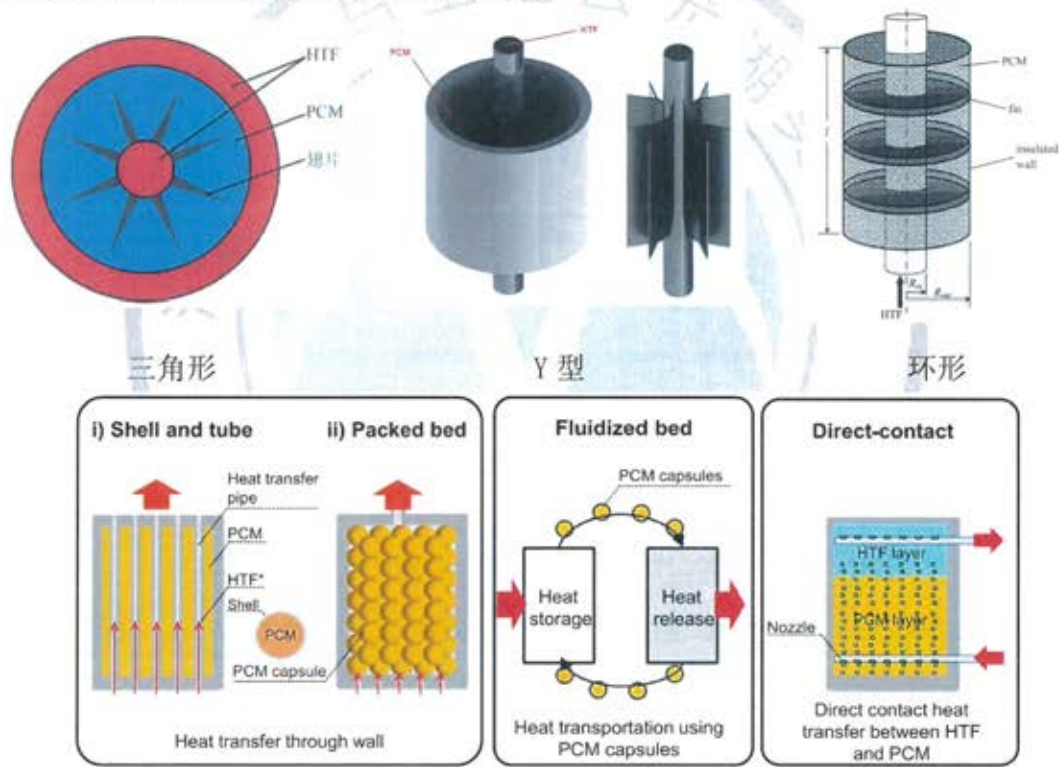 HTF
PCM
翅片
PCM
HTF
PCM
fin
insulated
wall
l
HTF
三角形
Y 型
环形
i) Shell and tube
ii) Packed bed
Heat transfer
pipe
PCM
HTF*
Shell
PCM
PCM capsule
Heat transfer through wall
Fluidized bed
PCM capsules
Heat
storage
Heat
release
Heat transportation using
PCM capsules
Direct-contact
HTF layer
PCM layer
Nozzle
Direct contact heat
transfer between HTF
and PCM